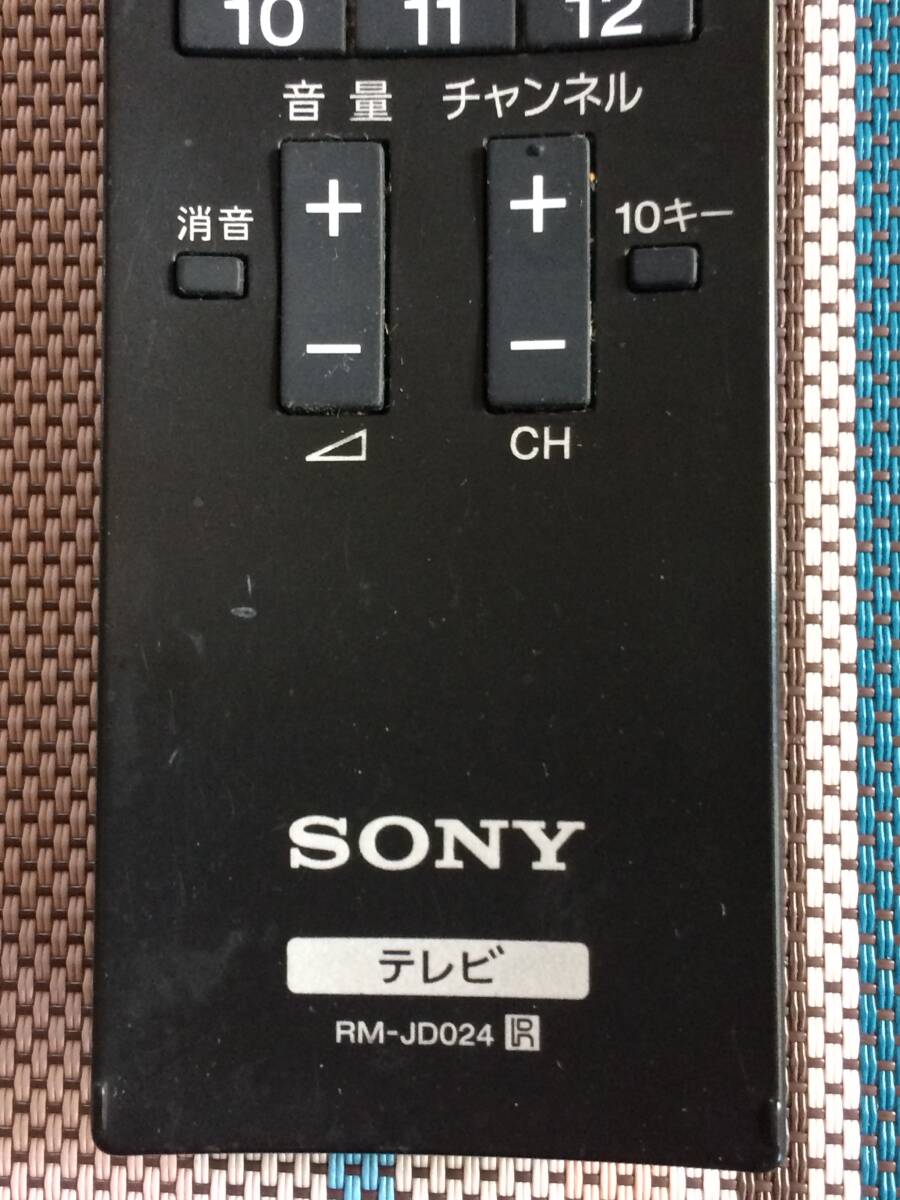 10 11 12
音量 チャンネル
+ +
消音 10キー
− −
CH
SONY
テレビ
RM-JD024